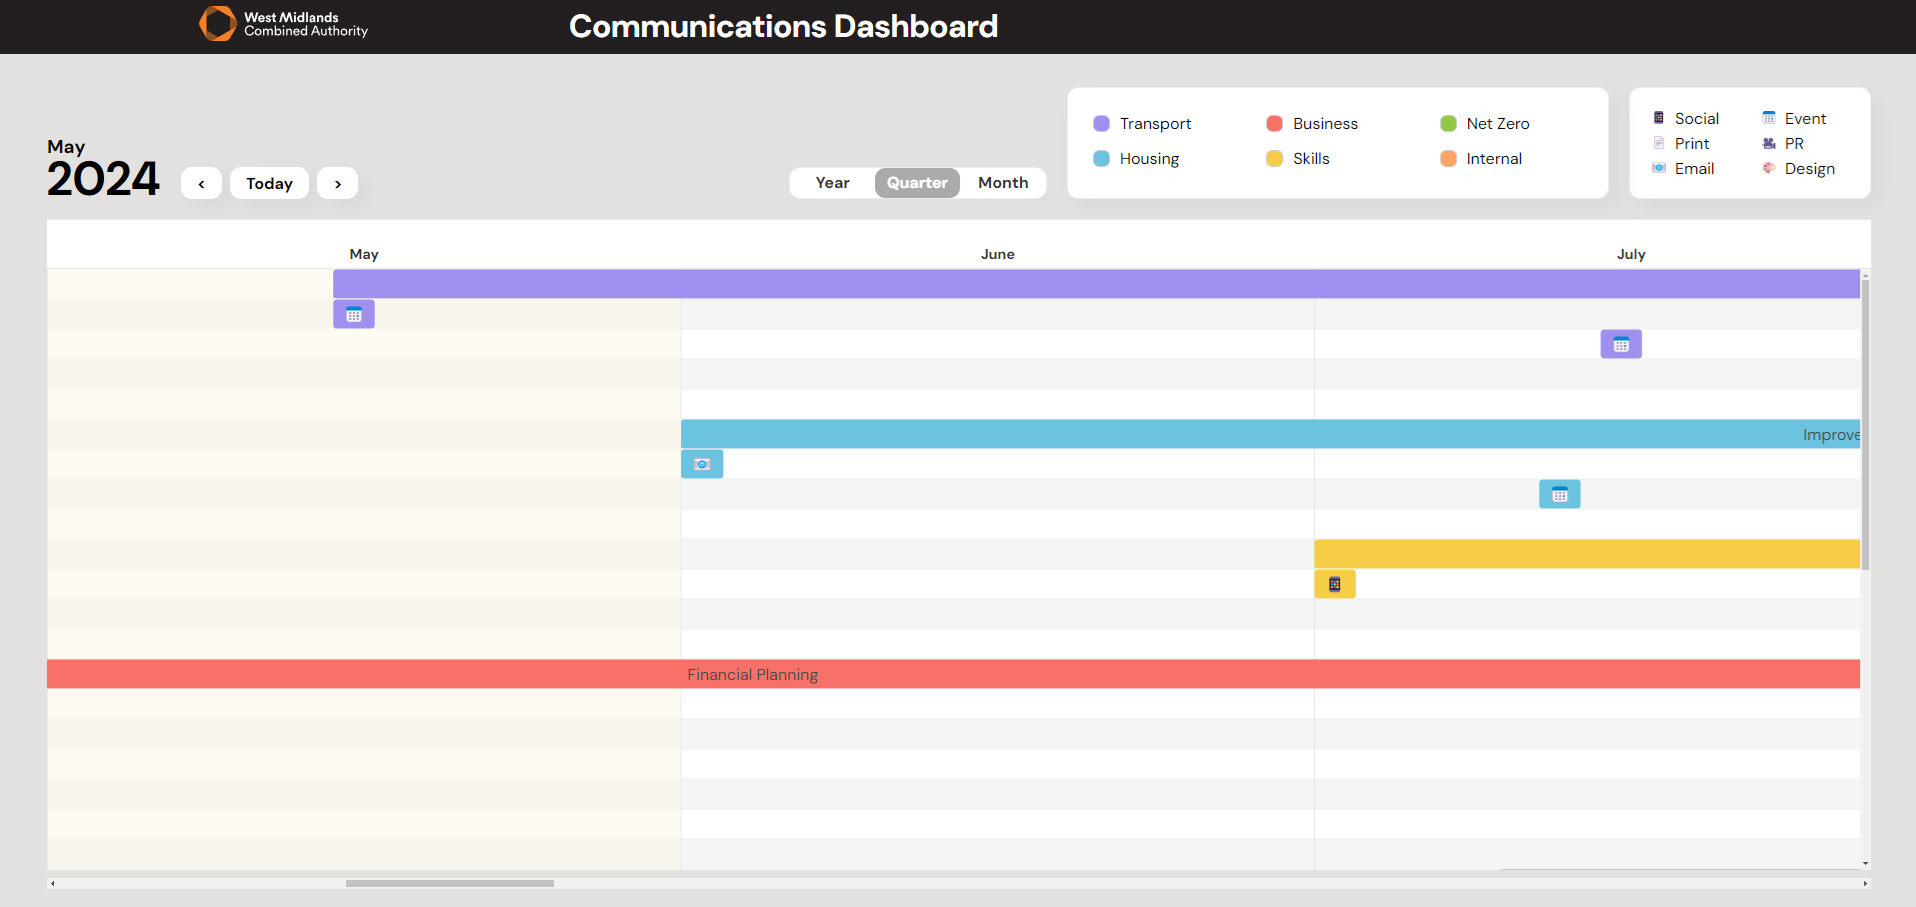 West Midlands
Combined Authority
Communications Dashboard
May
2024
<
Today
>
Year
Quarter
Month
Transport
Business
Net Zero
Housing
Skills
Internal
Social
Event
Print
PR
Email
Design
May
June
July
Improve
Financial Planning